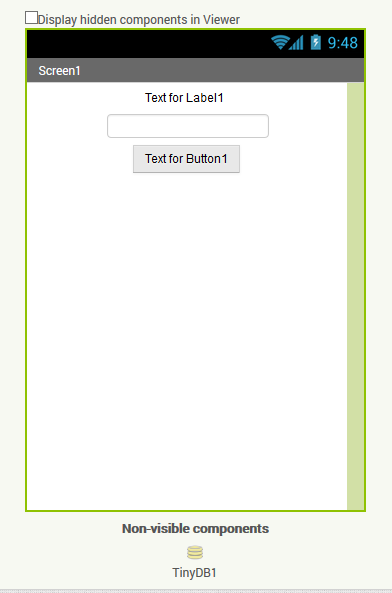 Display hidden components in Viewer
9:48
Screen1
Text for Label1
Text for Button1
Non-visible components
TinyDB1